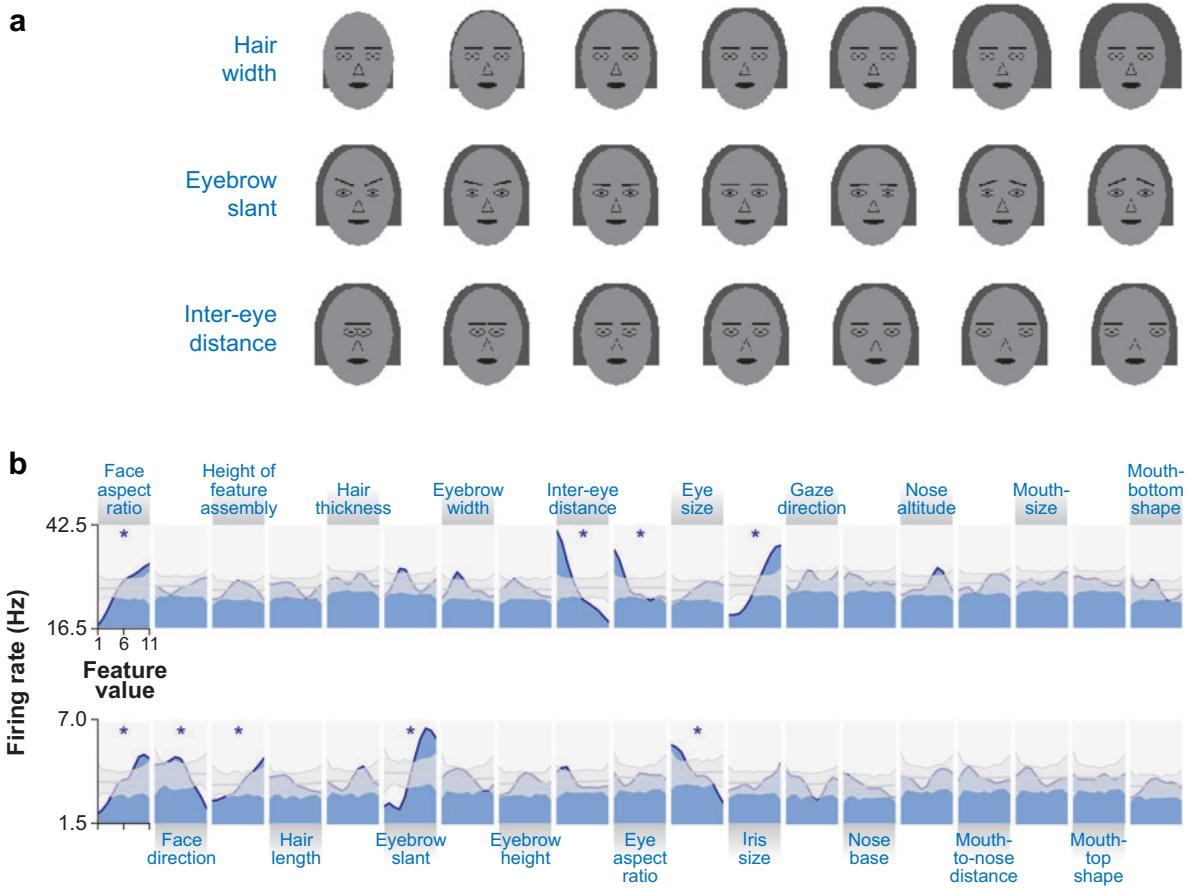 a
Hair
width
Eyebrow
slant
Inter-eye
distance
b
Face
aspect
ratio
Height of
feature
assembly
Hair
thickness
Eyebrow
width
Inter-eye
distance
Eye
size
Gaze
direction
Nose
altitude
Mouth-
size
Mouth-
bottom
shape
42.5
* * * *
16.5
1 6 11
Feature
value
Firing rate (Hz)
7.0
* * * * *
1.5
Face
direction
Hair
length
Eyebrow
slant
Eyebrow
height
Eye
aspect
ratio
Iris
size
Nose
base
Mouth-
to-nose
distance
Mouth-
top
shape